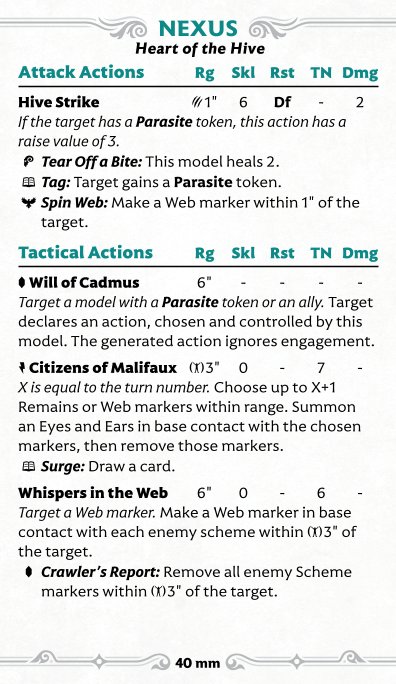 NEXUS
Heart of the Hive
Attack Actions Rg Skl Rst TN Dmg
Hive Strike 1" 6 Df - 2
If the target has a Parasite token, this action has a
raise value of 3.
Tear Off a Bite: This model heals 2.
Tag: Target gains a Parasite token.
Spin Web: Make a Web marker within 1" of the
target.
Tactical Actions Rg Skl Rst TN Dmg
Will of Cadmus 6" - - - -
Target a model with a Parasite token or an ally. Target
declares an action, chosen and controlled by this
model. The generated action ignores engagement.
Citizens of Malifaux 3" 0 - 7 -
X is equal to the turn number. Choose up to X+1
Remains or Web markers within range. Summon
an Eyes and Ears in base contact with the chosen
markers, then remove those markers.
Surge: Draw a card.
Whispers in the Web 6" 0 - 6 -
Target a Web marker. Make a Web marker in base
contact with each enemy scheme within 3" of
the target.
Crawler's Report: Remove all enemy Scheme
markers within 3" of the target.
40 mm